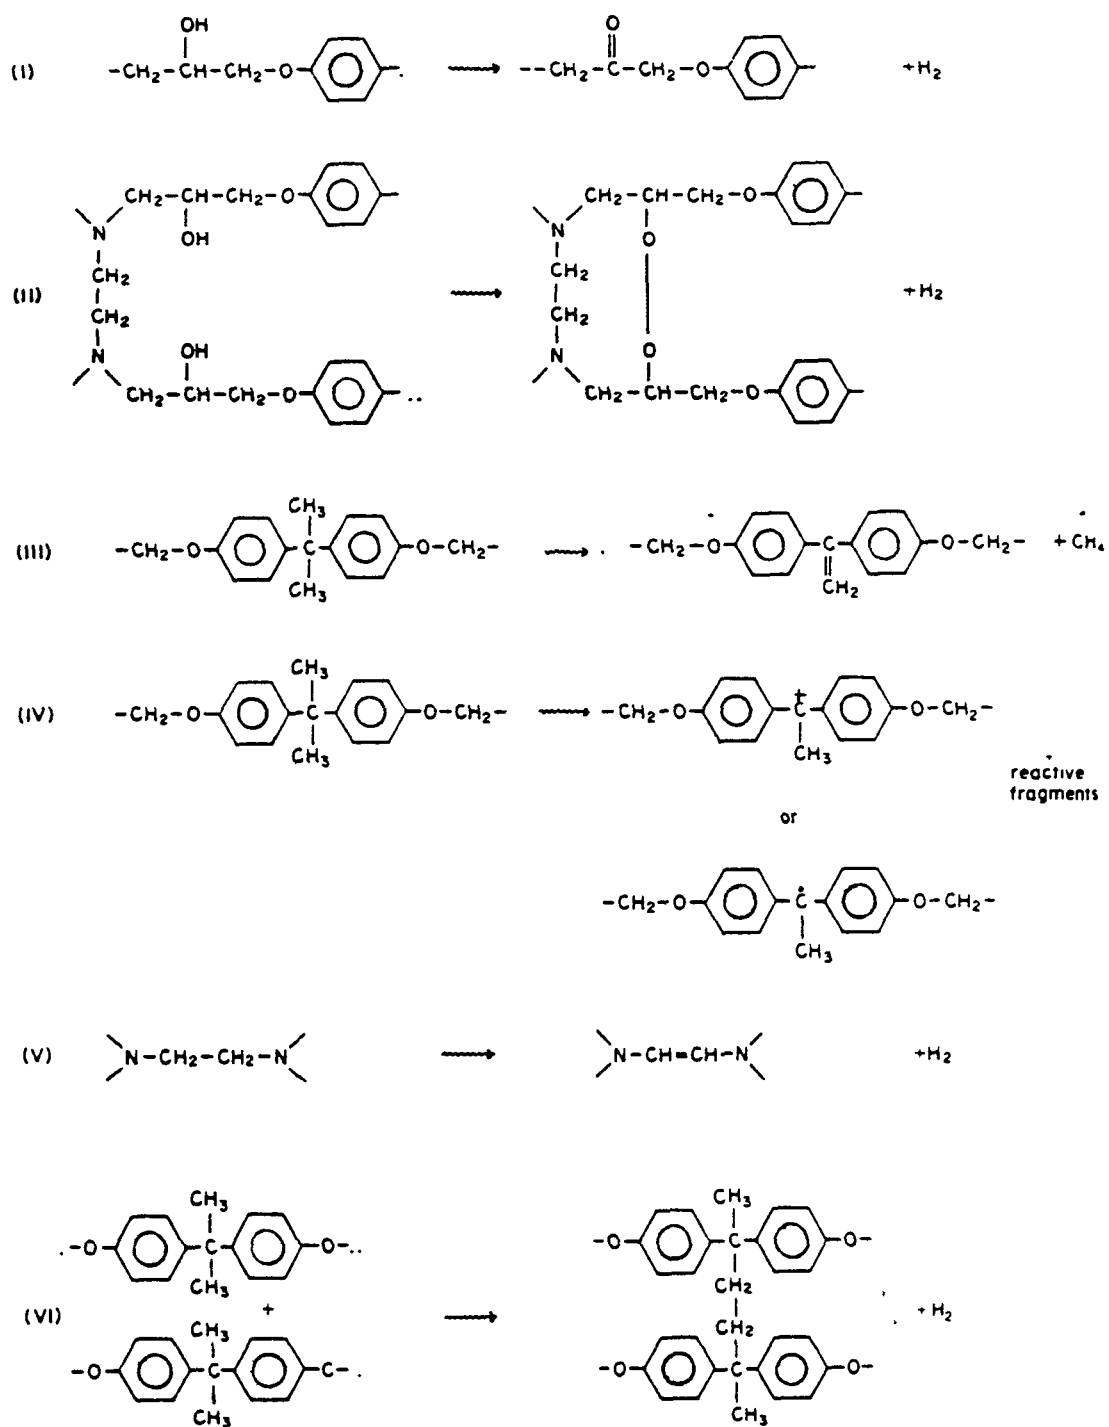 OH O
(I) -CH2-CH-CH2-O- --CH2-C-CH2-O- +H2
CH2-CH-CH2-O- CH2-CH-CH2-O-
N OH N O
CH2 CH2
(II) +H2
CH2 CH2
N OH N O
CH2-CH-CH2-O- CH2-CH-CH2-O-
CH3
(III) -CH2-O- C -O-CH2- -CH2-O- C -O-CH2- + CH4
CH3 CH2
CH3
(IV) -CH2-O- C -O-CH2- -CH2-O- C+ -O-CH2-
CH3 CH3
+
reactive
fragments
or
-CH2-O- Ċ -O-CH2-
CH3
(V) N-CH2-CH2-N N-CH=CH-N +H2
CH3 CH3
-O- C -O- -O- C -O-
CH3 CH2
(VI) + +H2
CH3 CH2
-O- C -C- -O- C -O-
CH3 CH3